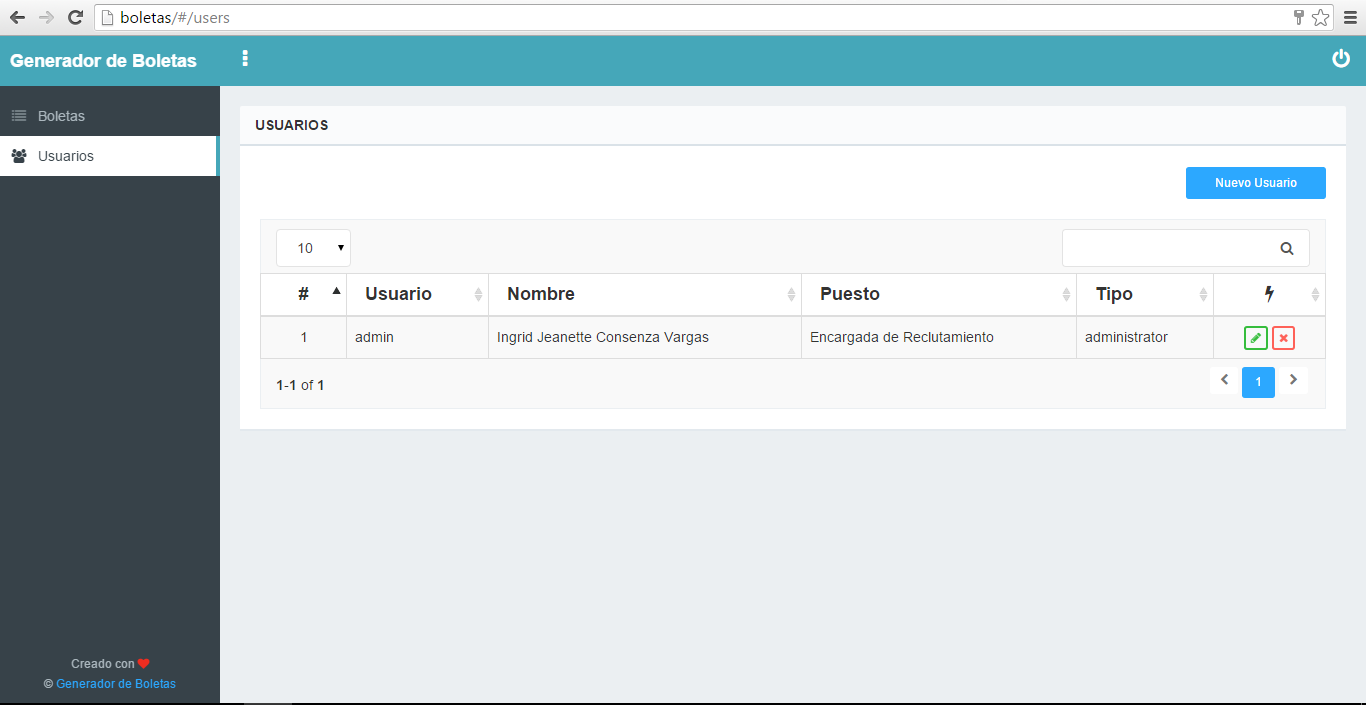 boletas/#/users
Generador de Boletas
Boletas
Usuarios
USUARIOS
Nuevo Usuario
10
# Usuario Nombre Puesto Tipo
1 admin Ingrid Jeanette Consenza Vargas Encargada de Reclutamiento administrator
1-1 of 1
1
Creado con
© Generador de Boletas